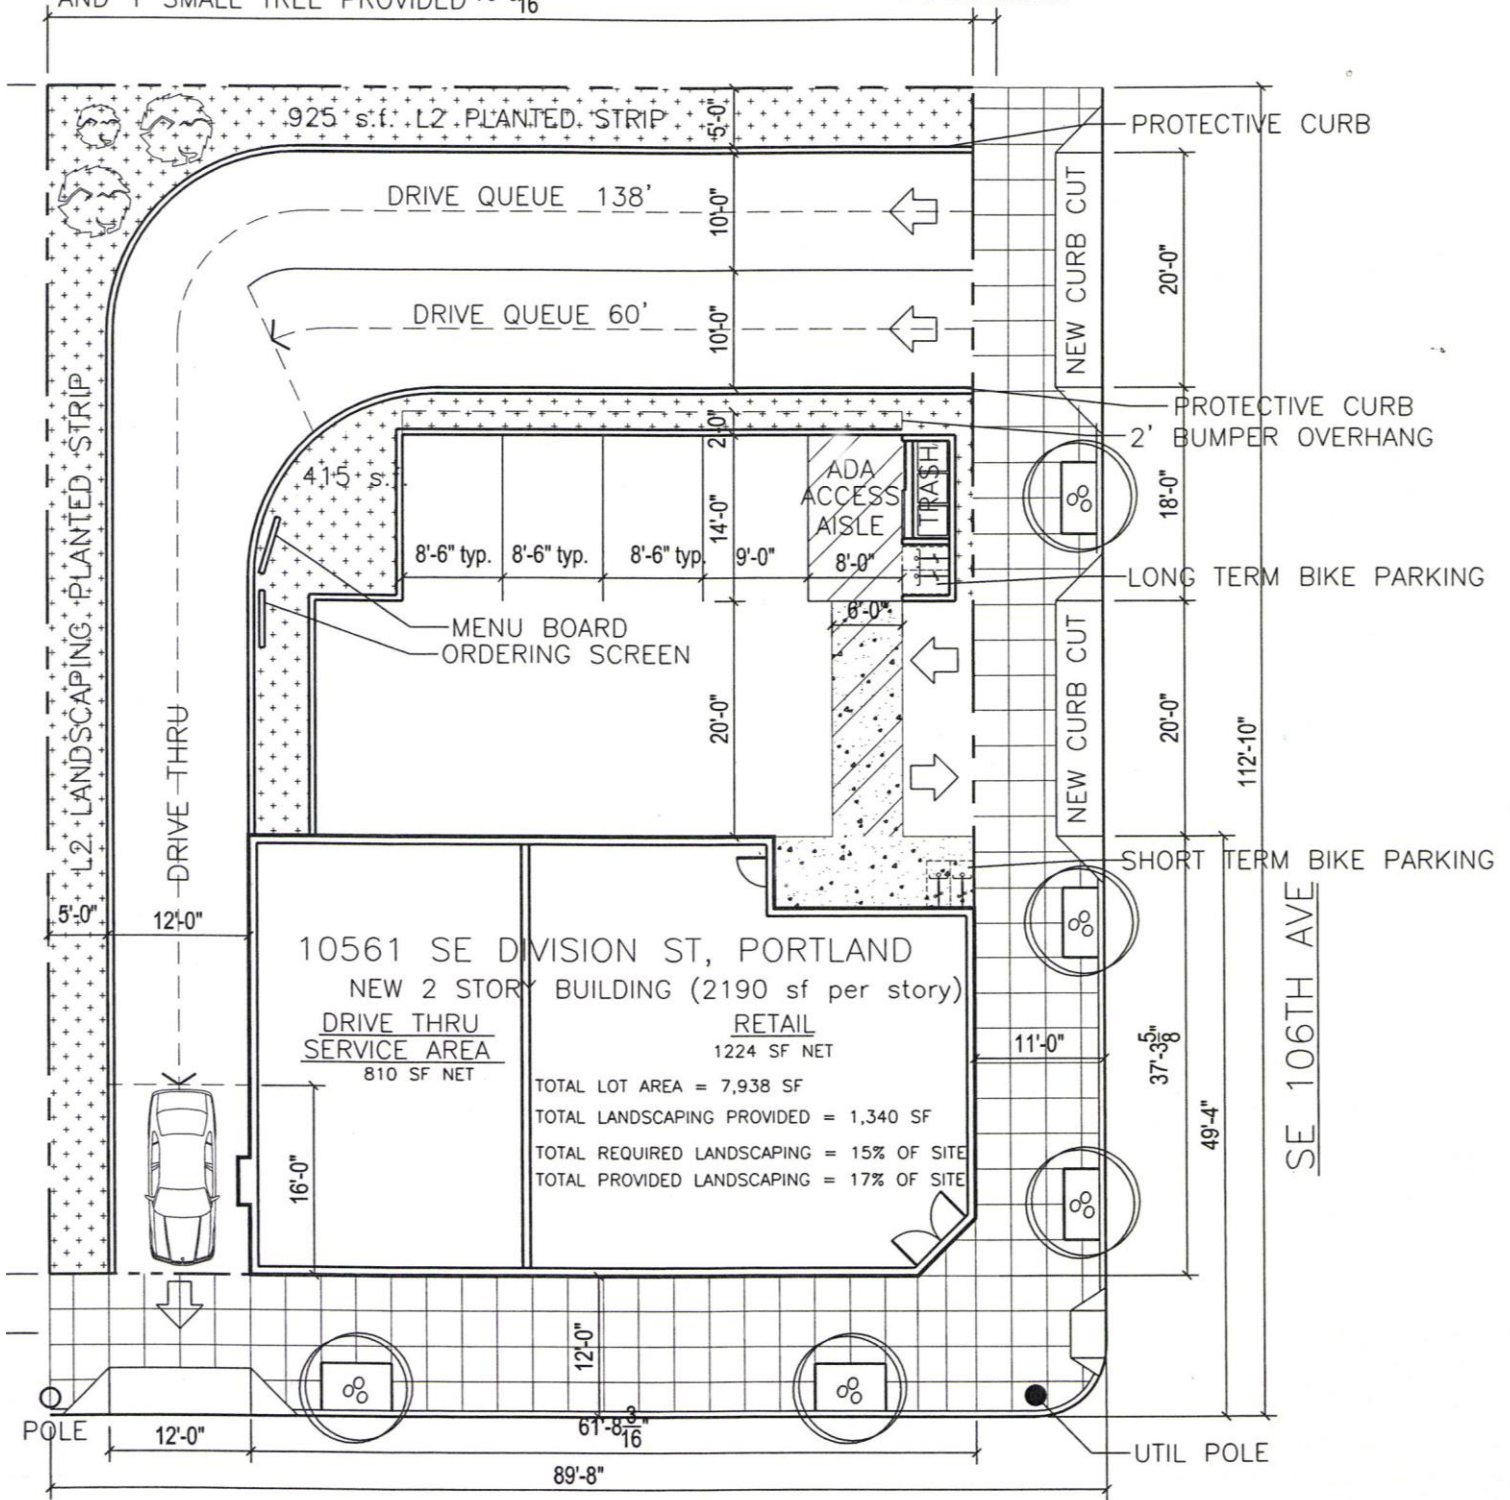 AND 1 SMALL TREE PROVIDED
16
925 s.f. L2 PLANTED STRIP
5'-0"
PROTECTIVE CURB
DRIVE QUEUE 138'
10'-0"
NEW CURB CUT
20'-0"
DRIVE QUEUE 60'
10'-0"
PROTECTIVE CURB
2' BUMPER OVERHANG
2'-0"
L2 LANDSCAPING PLANTED STRIP
415 s.f.
ADA
ACCESS
AISLE
TRASH
18'-0"
14'-0"
8'-6" typ.
8'-6" typ.
8'-6" typ.
9'-0"
8'-0"
LONG TERM BIKE PARKING
6'-0"
MENU BOARD
ORDERING SCREEN
DRIVE THRU
20'-0"
NEW CURB CUT
20'-0"
112'-10"
SHORT TERM BIKE PARKING
5'-0"
12'-0"
10561 SE DIVISION ST, PORTLAND
NEW 2 STORY BUILDING (2190 sf per story)
DRIVE THRU
SERVICE AREA
810 SF NET
RETAIL
1224 SF NET
11'-0"
37'-3 5/8"
49'-4"
SE 106TH AVE
TOTAL LOT AREA = 7,938 SF
TOTAL LANDSCAPING PROVIDED = 1,340 SF
TOTAL REQUIRED LANDSCAPING = 15% OF SITE
TOTAL PROVIDED LANDSCAPING = 17% OF SITE
16'-0"
12'-0"
POLE
12'-0"
61'-8 3/16"
UTIL POLE
89'-8"